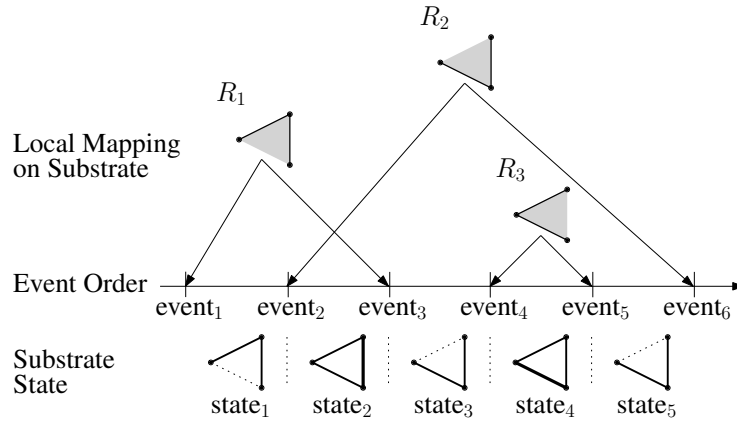 R₂
R₁
Local Mapping
on Substrate
R₃
Event Order
event₁ event₂ event₃ event₄ event₅ event₆
Substrate
State
state₁ state₂ state₃ state₄ state₅